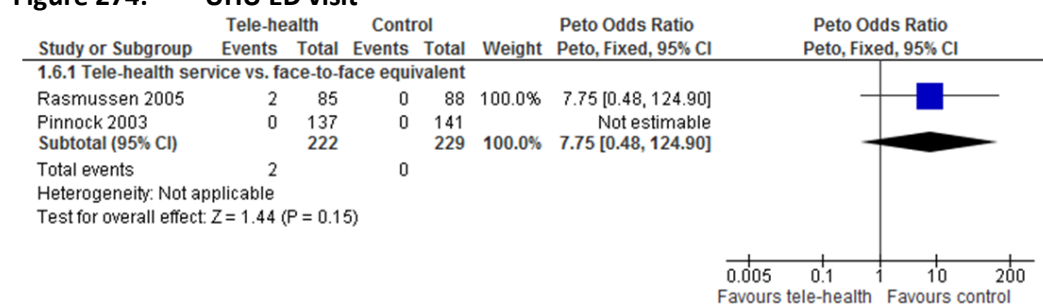 Figure 274: UHU ED visit
Tele-health Control Peto Odds Ratio Peto Odds Ratio
Study or Subgroup Events Total Events Total Weight Peto, Fixed, 95% CI Peto, Fixed, 95% CI
1.6.1 Tele-health service vs. face-to-face equivalent
Rasmussen 2005 2 85 0 88 100.0% 7.75 [0.48, 124.90]
Pinnock 2003 0 137 0 141 Not estimable
Subtotal (95% CI) 222 229 100.0% 7.75 [0.48, 124.90]
Total events 2 0
Heterogeneity: Not applicable
Test for overall effect: Z = 1.44 (P = 0.15)
0.005 0.1 1 10 200
Favours tele-health Favours control